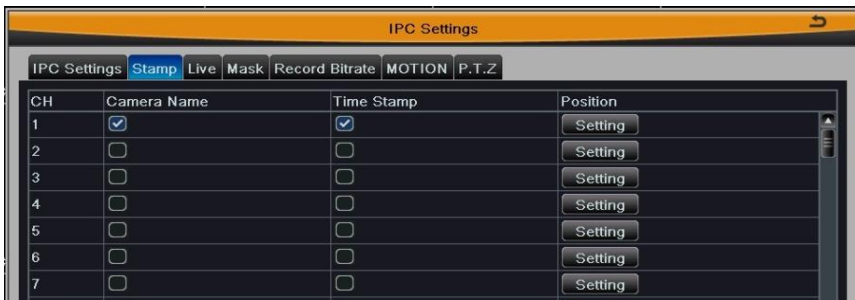 IPC Settings
IPC Settings Stamp Live Mask Record Bitrate MOTION P.T.Z
CH Camera Name Time Stamp Position
1 Setting
2 Setting
3 Setting
4 Setting
5 Setting
6 Setting
7 Setting